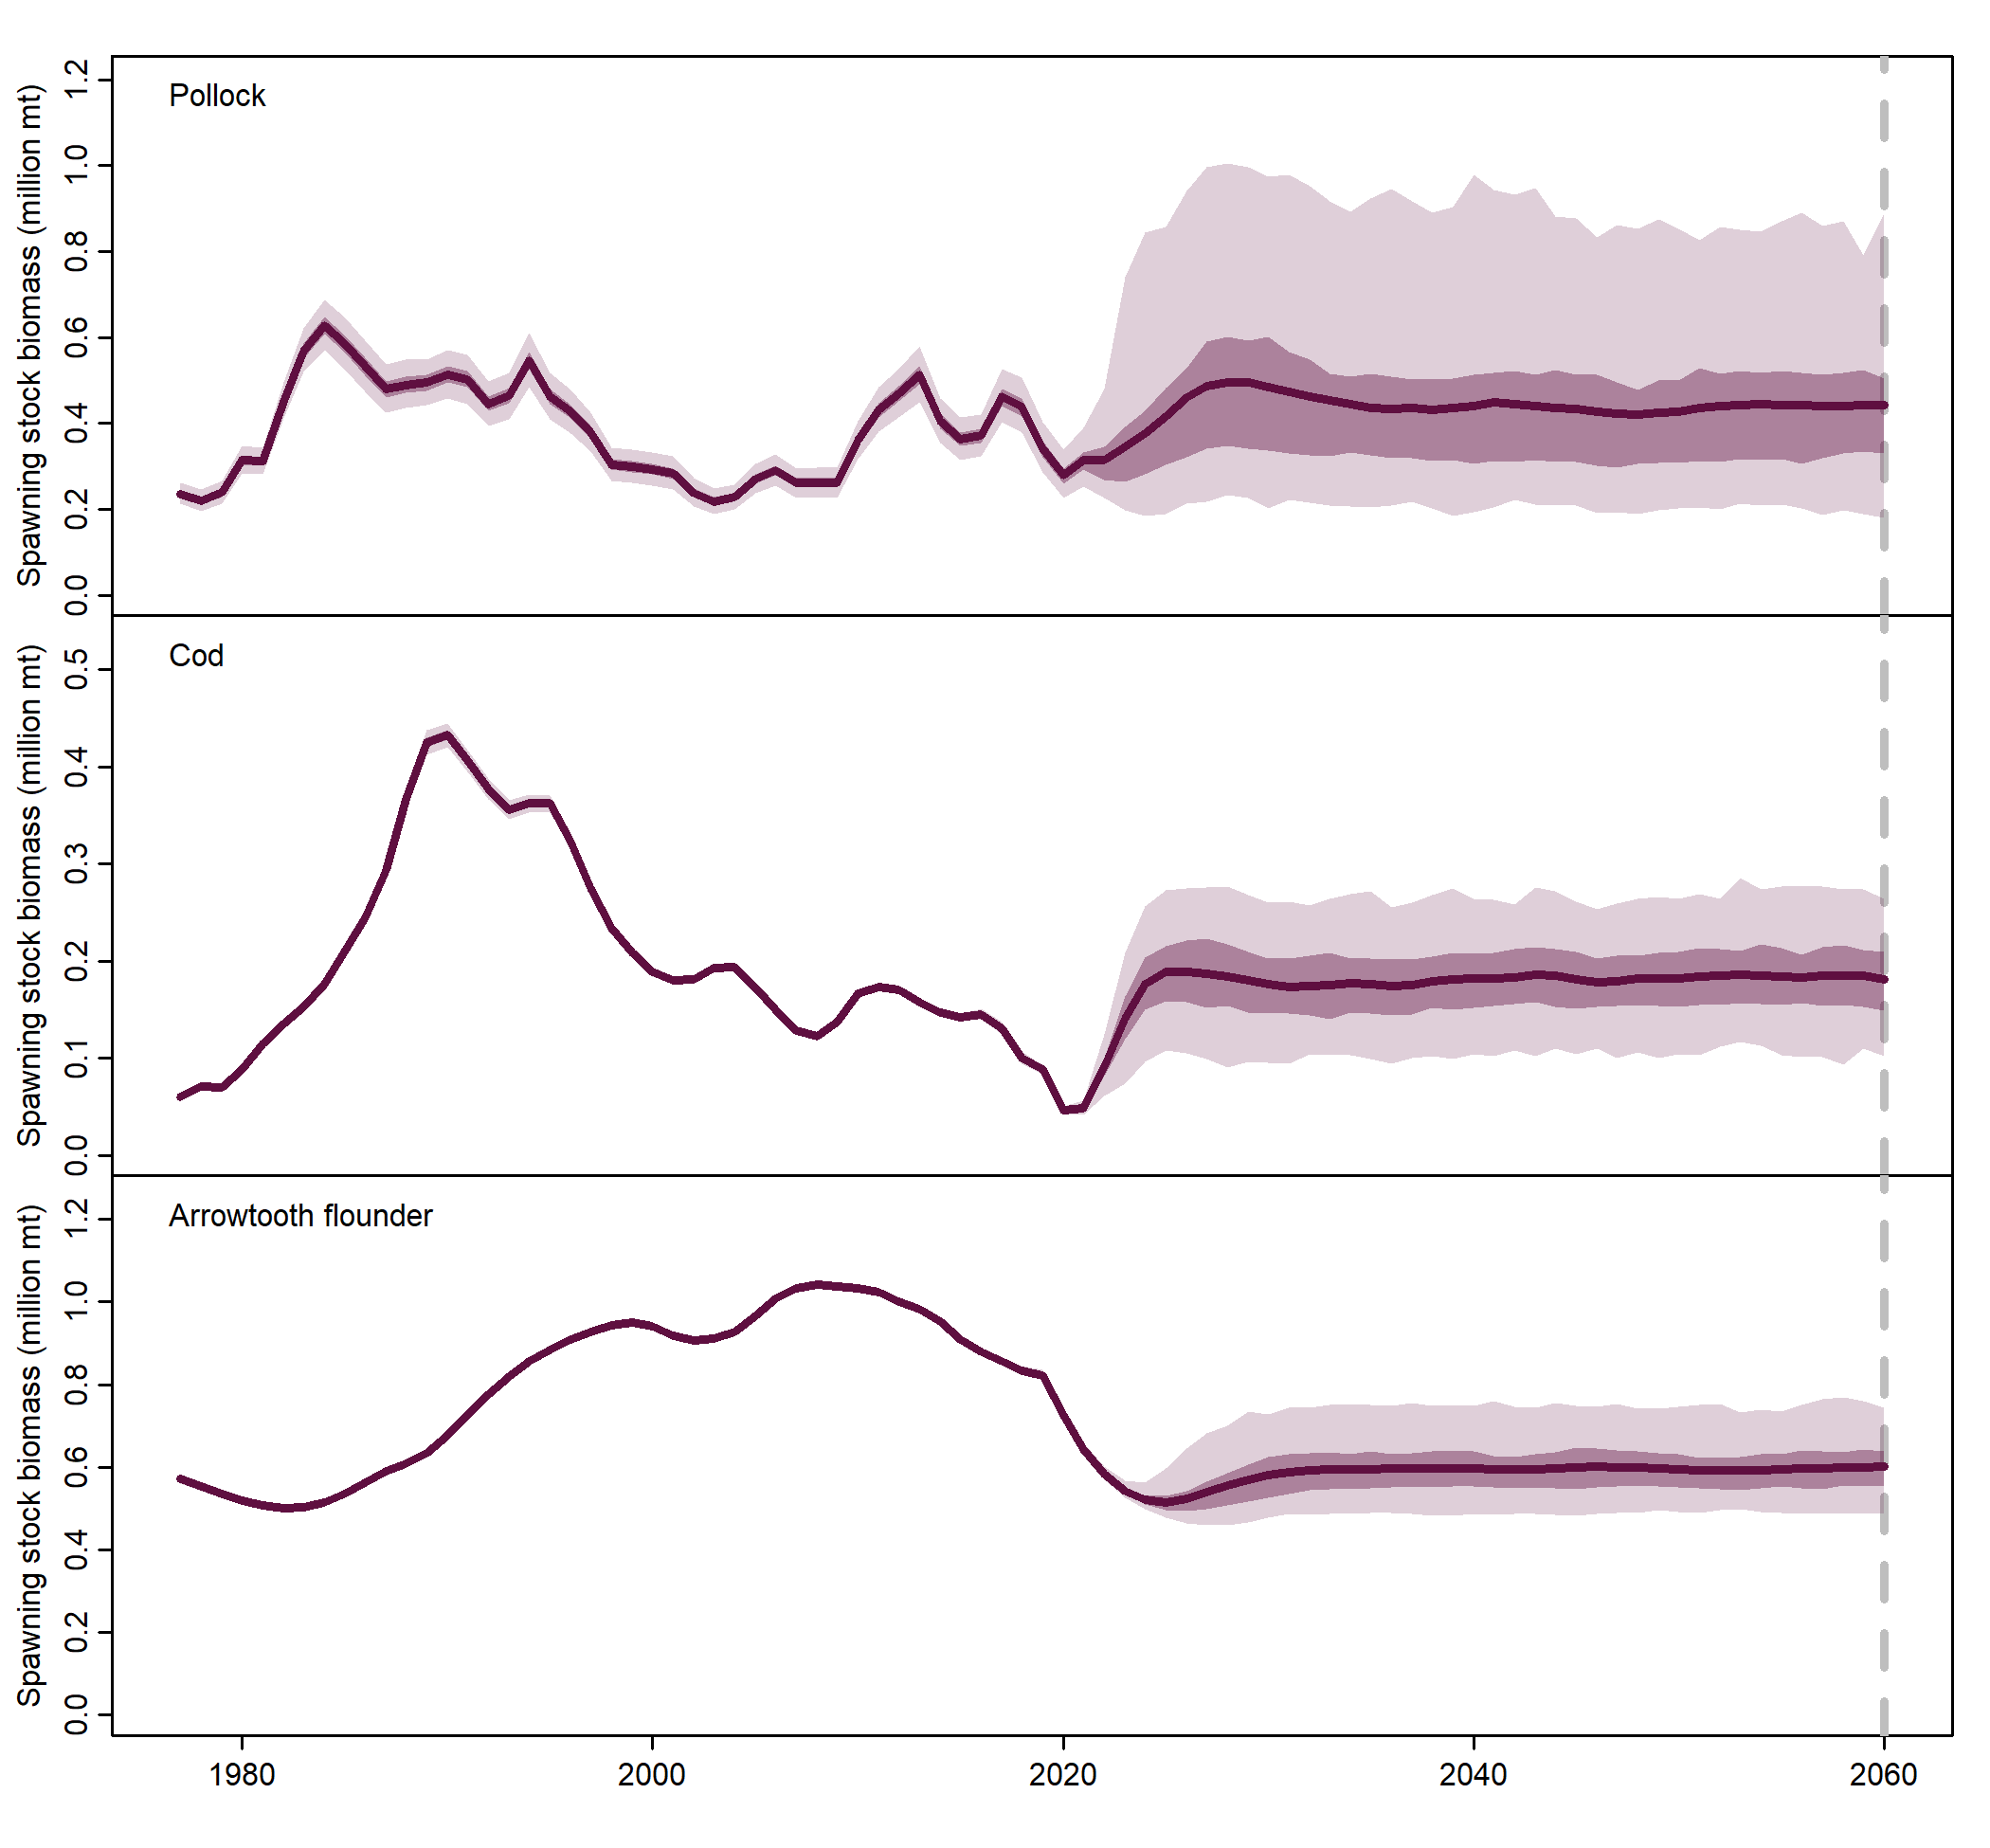 Pollock
Spawning stock biomass (million mt)
0.0 0.2 0.4 0.6 0.8 1.0 1.2
Cod
Spawning stock biomass (million mt)
0.0 0.1 0.2 0.3 0.4 0.5
Arrowtooth flounder
Spawning stock biomass (million mt)
0.0 0.2 0.4 0.6 0.8 1.0 1.2
1980 2000 2020 2040 2060